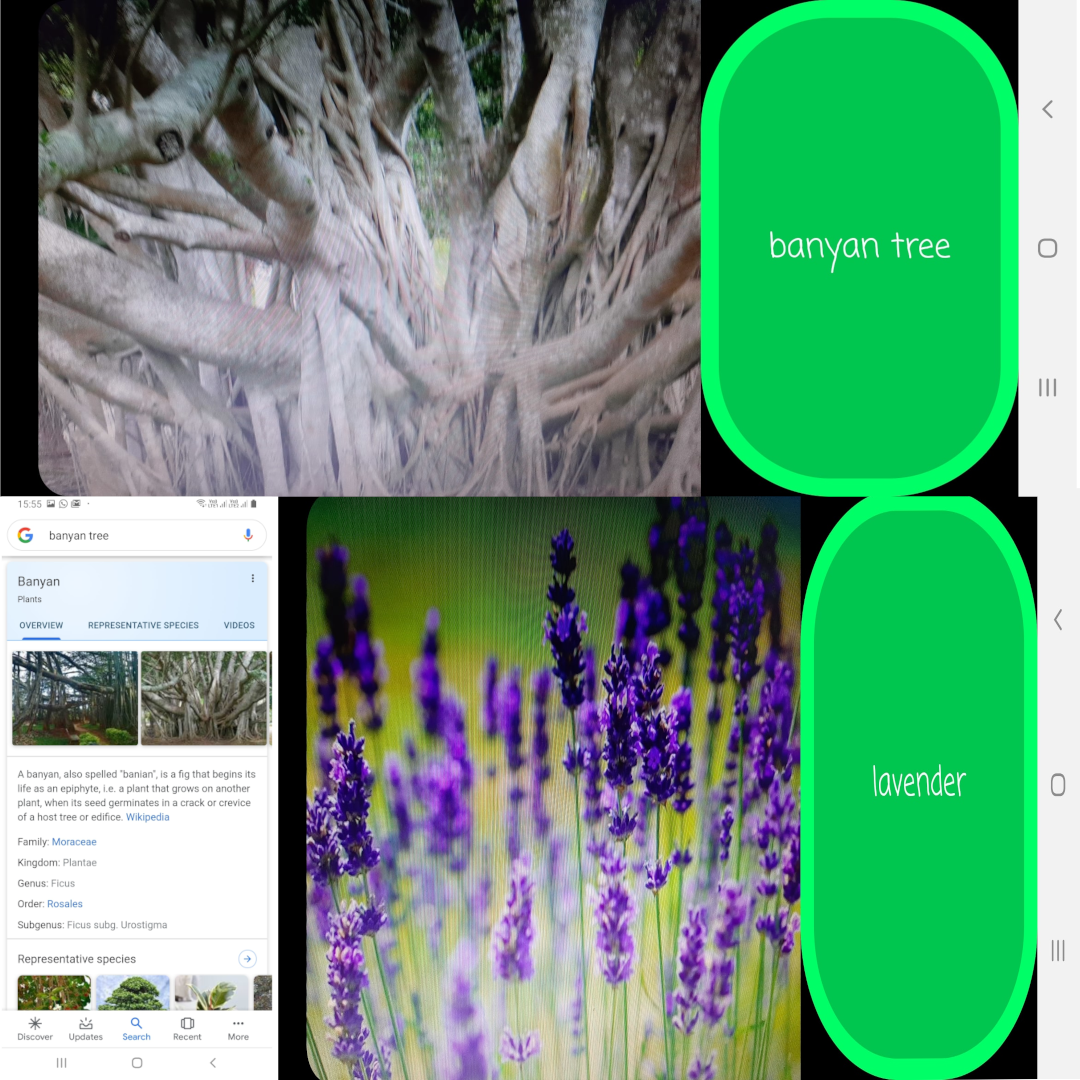 banyan tree
15:55
banyan tree
Banyan
Plants
OVERVIEW REPRESENTATIVE SPECIES VIDEOS
A banyan, also spelled "banian", is a fig that begins its
life as an epiphyte, i.e. a plant that grows on another
plant, when its seed germinates in a crack or crevice
of a host tree or edifice. Wikipedia
Family: Moraceae
Kingdom: Plantae
Genus: Ficus
Order: Rosales
Subgenus: Ficus subg. Urostigma
Representative species
Discover Updates Search Recent More
lavender